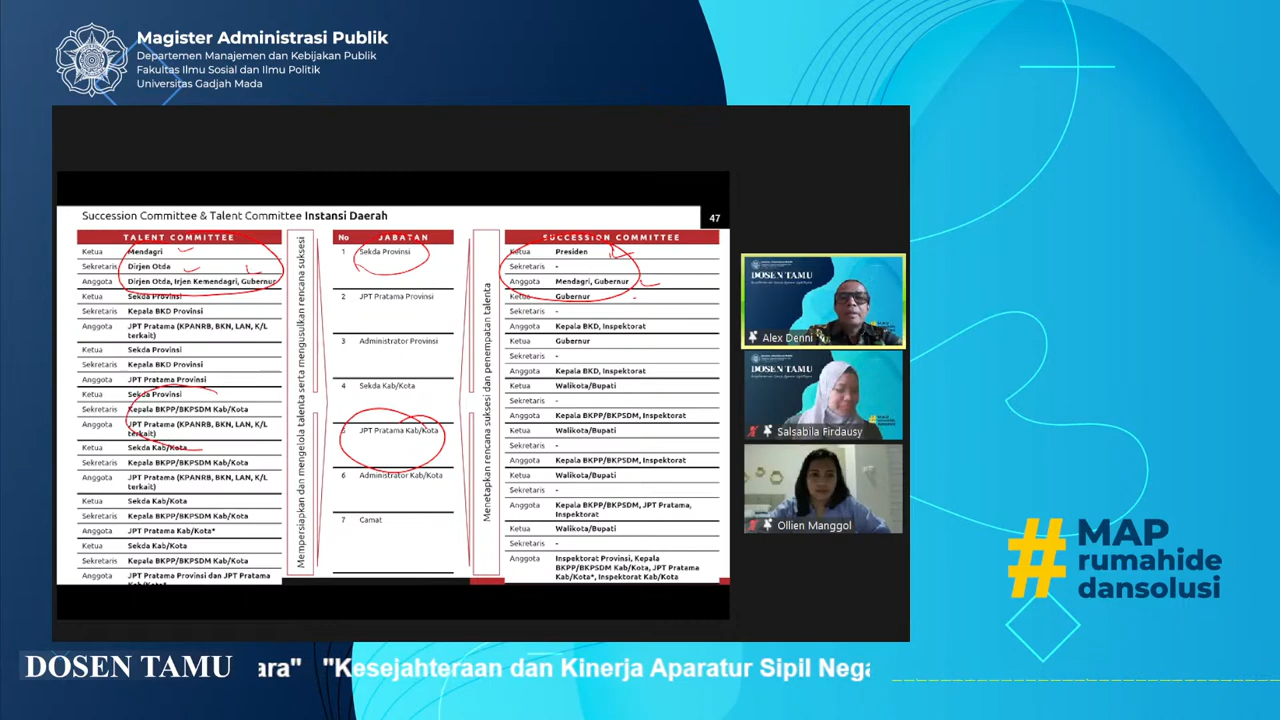 Magister Administrasi Publik
Departemen Manajemen dan Kebijakan Publik
Fakultas Ilmu Sosial dan Ilmu Politik
Universitas Gadjah Mada
Succession Committee & Talent Committee Instansi Daerah
47
TALENT COMMITTEE
Ketua Mendagri
Sekretaris Dirjen Otda
Anggota Dirjen Otda, Irjen Kemendagri, Gubernur
Ketua Sekda Provinsi
Sekretaris Kepala BKD Provinsi
Anggota JPT Pratama (KPANRB, BKN, LAN, K/L
terkait)
Ketua Sekda Provinsi
Sekretaris Kepala BKD Provinsi
Anggota JPT Pratama Provinsi
Ketua Sekda Provinsi
Sekretaris Kepala BKPP/BKPSDM Kab/Kota
Anggota JPT Pratama (KPANRB, BKN, LAN, K/L
terkait)
Ketua Sekda Kab/Kota
Sekretaris Kepala BKPP/BKPSDM Kab/Kota
Anggota JPT Pratama (KPANRB, BKN, LAN, K/L
terkait)
Ketua Sekda Kab/Kota
Sekretaris Kepala BKPP/BKPSDM Kab/Kota
Anggota JPT Pratama Kab/Kota*
Ketua Sekda Kab/Kota
Sekretaris Kepala BKPP/BKPSDM Kab/Kota
Anggota JPT Pratama Provinsi dan JPT Pratama
Mempersiapkan dan mengelola talenta serta mengusulkan rencana suksesi
No JABATAN
1 Sekda Provinsi
2 JPT Pratama Provinsi
3 Administrator Provinsi
4 Sekda Kab/Kota
5 JPT Pratama Kab/Kota
6 Administrator Kab/Kota
7 Camat
Menetapkan rencana suksesi dan penempatan talenta
SUCCESSION COMMITTEE
Ketua Presiden
Sekretaris -
Anggota Mendagri, Gubernur
Ketua Gubernur
Sekretaris -
Anggota Kepala BKD, Inspektorat
Ketua Gubernur
Sekretaris -
Anggota Kepala BKD, Inspektorat
Ketua Walikota/Bupati
Sekretaris -
Anggota Kepala BKPP/BKPSDM, Inspektorat
Ketua Walikota/Bupati
Sekretaris -
Anggota Kepala BKPP/BKPSDM, Inspektorat
Ketua Walikota/Bupati
Sekretaris -
Anggota Kepala BKPP/BKPSDM, JPT Pratama,
Inspektorat
Ketua Walikota/Bupati
Sekretaris -
Anggota Inspektorat Provinsi, Kepala
BKPP/BKPSDM Kab/Kota, JPT Pratama
Kab/Kota*, Inspektorat Kab/Kota
DOSEN TAMU
Alex Denni
DOSEN TAMU
Salsabila Firdausy
Ollien Manggol
# MAP
rumahide
dansolusi
DOSEN TAMU
ara" "Kesejahteraan dan Kinerja Aparatur Sipil Nega